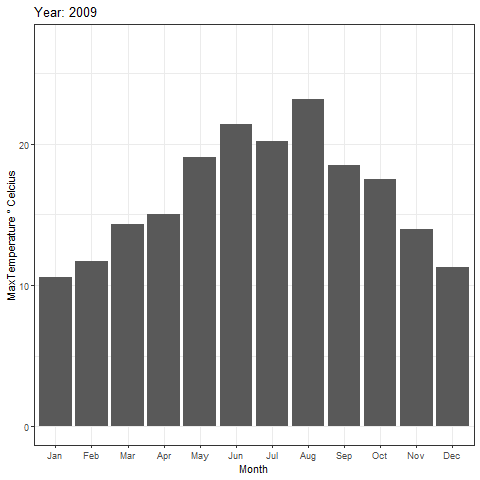 Year: 2009
MaxTemperature " Celcius
20
10
0
Jan Feb Mar Apr May Jun Jul Aug Sep Oct Nov Dec
Month